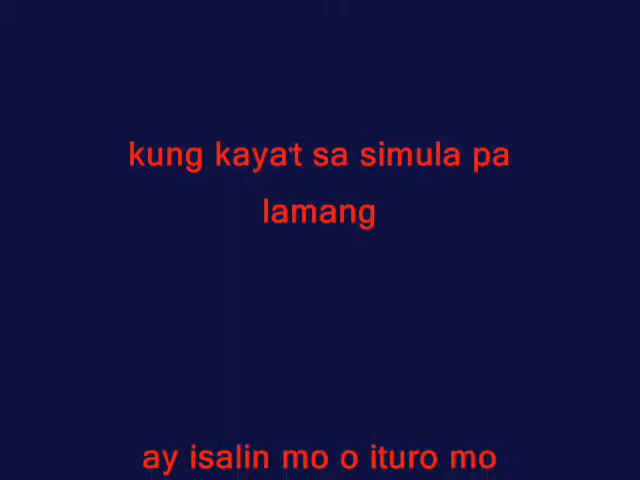 kung kaya't sa simula pa
lamang
ay isalin mo o ituro mo